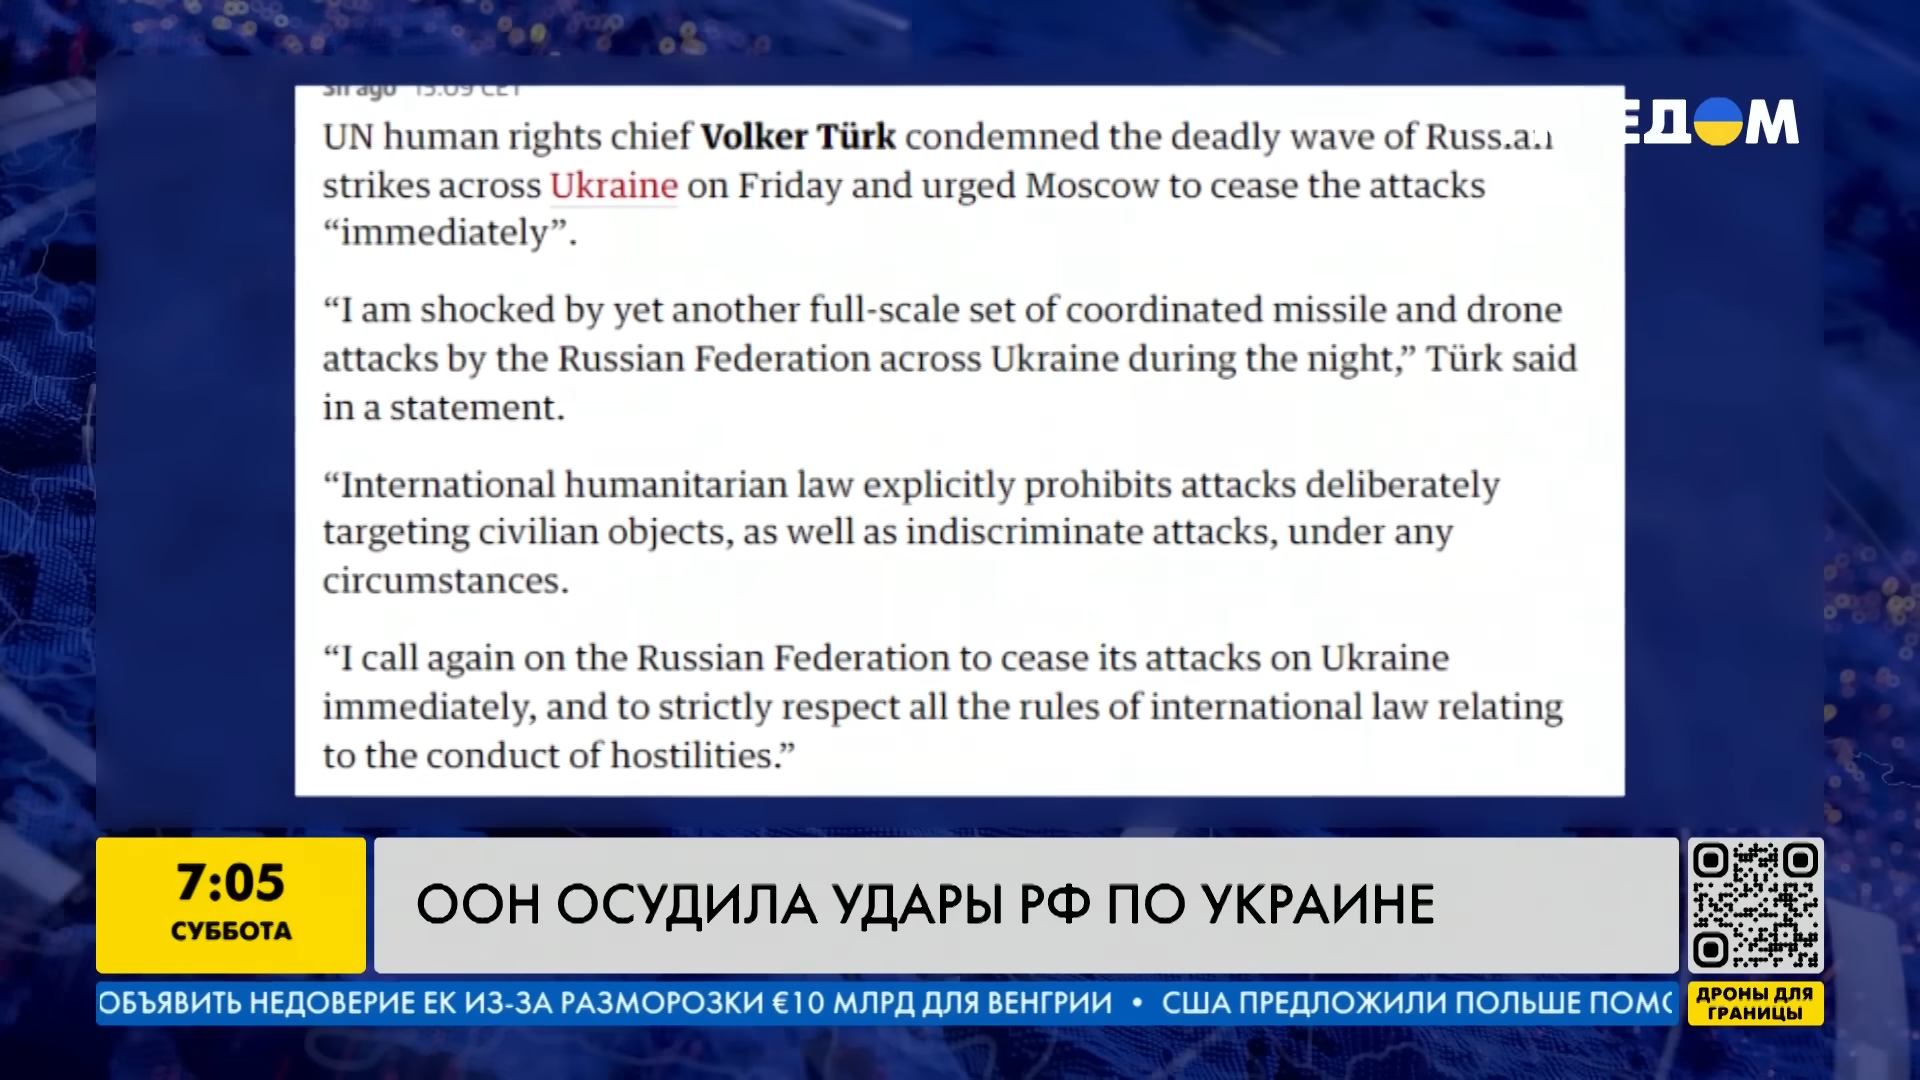 5h ago 15.09 CET
ЕДОМ
UN human rights chief Volker Türk condemned the deadly wave of Russian
strikes across Ukraine on Friday and urged Moscow to cease the attacks
“immediately”.
“I am shocked by yet another full-scale set of coordinated missile and drone
attacks by the Russian Federation across Ukraine during the night,” Türk said
in a statement.
“International humanitarian law explicitly prohibits attacks deliberately
targeting civilian objects, as well as indiscriminate attacks, under any
circumstances.
“I call again on the Russian Federation to cease its attacks on Ukraine
immediately, and to strictly respect all the rules of international law relating
to the conduct of hostilities.”
7:05
СУББОТА
ООН ОСУДИЛА УДАРЫ РФ ПО УКРАИНЕ
ОБЪЯВИТЬ НЕДОВЕРИЕ ЕК ИЗ-ЗА РАЗМОРОЗКИ €10 МЛРД ДЛЯ ВЕНГРИИ • США ПРЕДЛОЖИЛИ ПОЛЬШЕ ПОМО
ДРОНЫ ДЛЯ
ГРАНИЦЫ